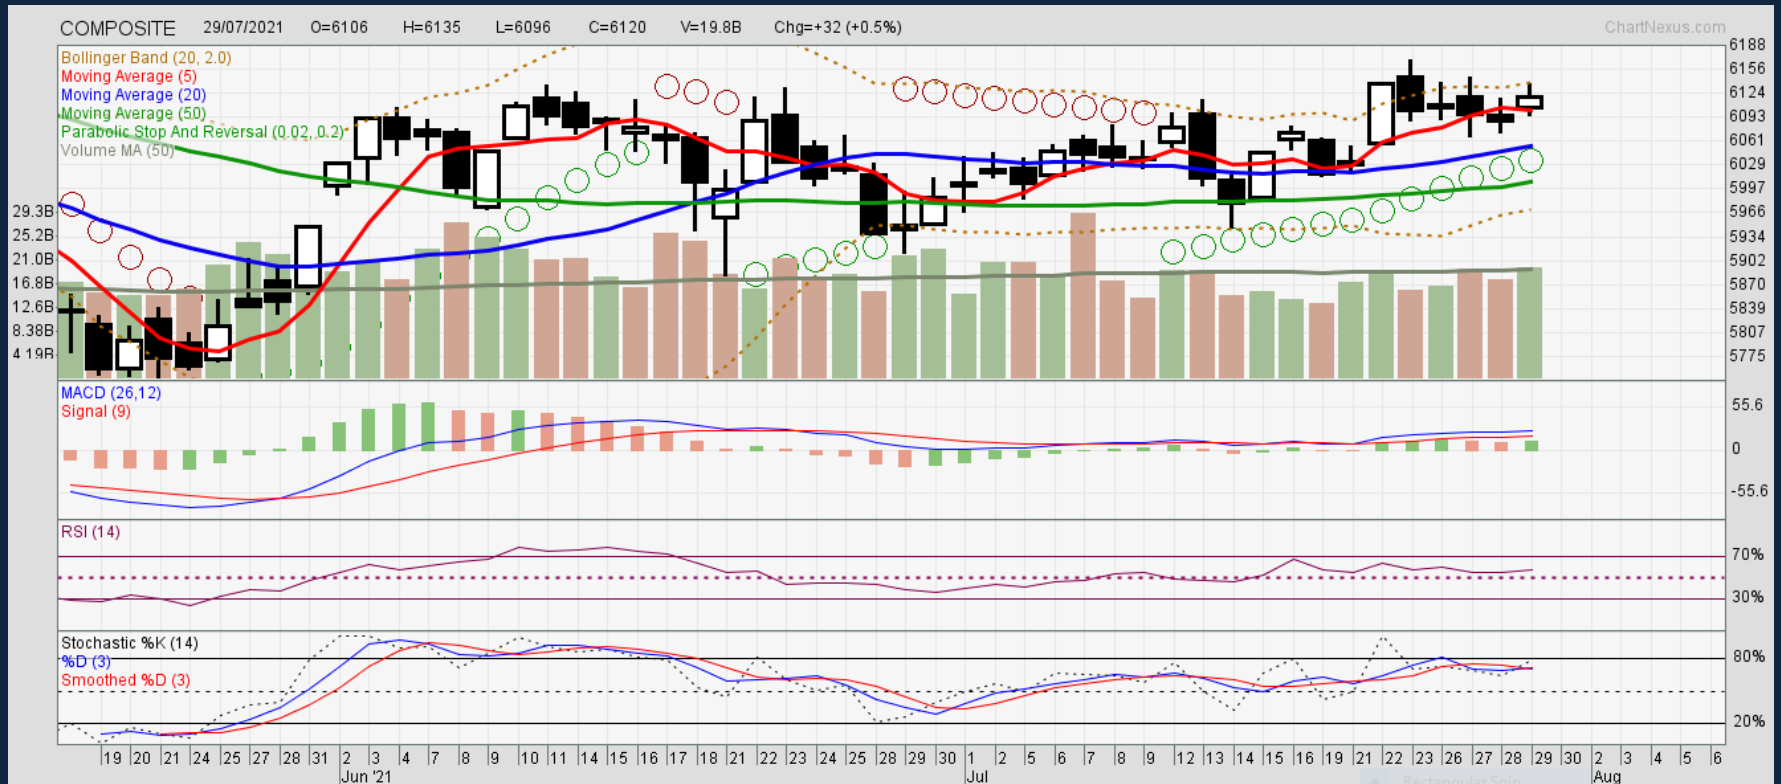 COMPOSITE 29/07/2021 O=6106 H=6135 L=6096 C=6120 V=19.8B Chg=+32 (+0.5%) ChartNexus.com
Bollinger Band (20, 2.0)
Moving Average (5)
Moving Average (20)
Moving Average (50)
Parabolic Stop And Reversal (0.02, 0.2)
Volume MA (50)
29.3B
25.2B
21.0B
16.8B
12.6B
8.38B
4.19B
6188
6156
6124
6093
6061
6029
5997
5966
5934
5902
5870
5839
5807
5775
MACD (26,12)
Signal (9)
55.6
0
-55.6
RSI (14)
70%
30%
Stochastic %K (14)
%D (3)
Smoothed %D (3)
80%
20%
19 20 21 24 25 27 28 31 2 3 4 7 8 9 10 11 14 15 16 17 18 21 22 23 24 25 28 29 30 1 2 5 6 7 8 9 12 13 14 15 16 19 21 22 23 26 27 28 29 30 2 3 4 5 6
Jun '21 Jul Aug
Rectangular Snip